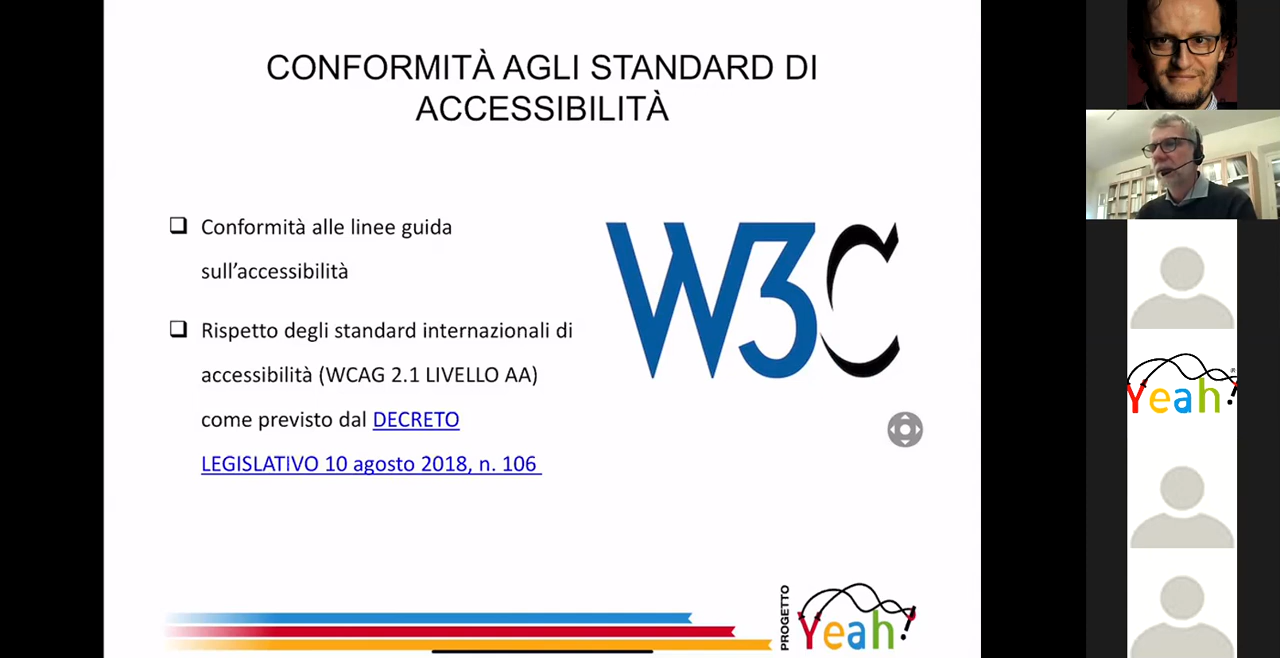 CONFORMITÀ AGLI STANDARD DI
ACCESSIBILITÀ
Conformità alle linee guida
sull’accessibilità
Rispetto degli standard internazionali di
accessibilità (WCAG 2.1 LIVELLO AA)
come previsto dal DECRETO
LEGISLATIVO 10 agosto 2018, n. 106
W3C
PROGETTO
Yeah!
Yeah!®